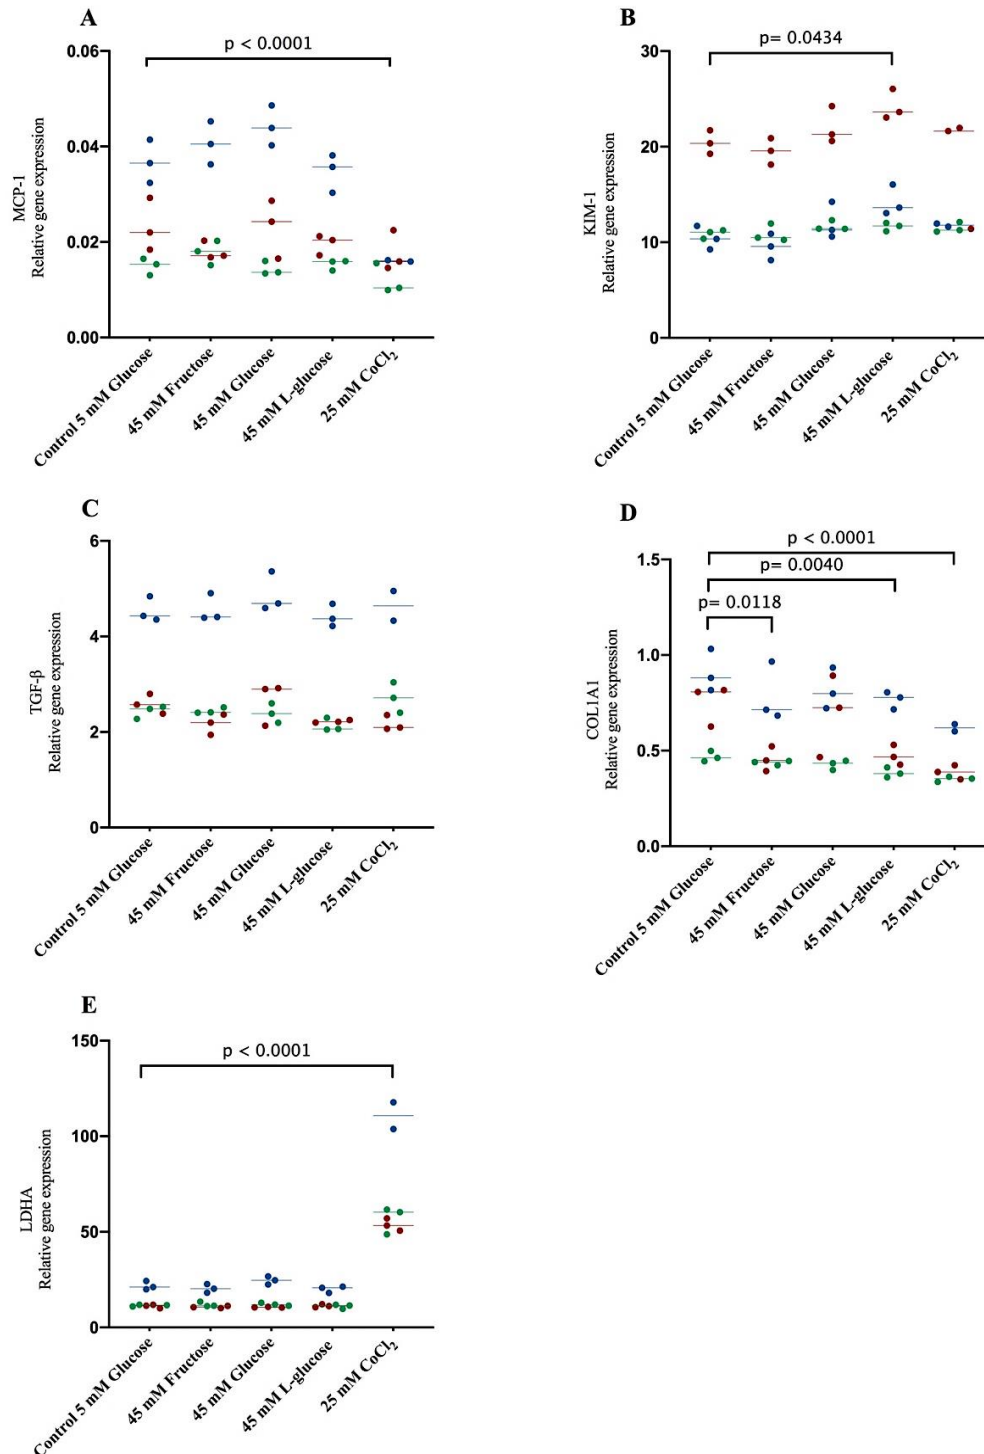 A
p < 0.0001
MCP-1
Relative gene expression
0.06
0.04
0.02
0.00
Control 5 mM Glucose
45 mM Fructose
45 mM Glucose
45 mM L-glucose
25 mM CoCl₂
B
p= 0.0434
KIM-1
Relative gene expression
30
20
10
0
Control 5 mM Glucose
45 mM Fructose
45 mM Glucose
45 mM L-glucose
25 mM CoCl₂
C
TGF-β
Relative gene expression
6
4
2
0
Control 5 mM Glucose
45 mM Fructose
45 mM Glucose
45 mM L-glucose
25 mM CoCl₂
D
p < 0.0001
p= 0.0040
p= 0.0118
COL1A1
Relative gene expression
1.5
1.0
0.5
0.0
Control 5 mM Glucose
45 mM Fructose
45 mM Glucose
45 mM L-glucose
25 mM CoCl₂
E
p < 0.0001
LDHA
Relative gene expression
150
100
50
0
Control 5 mM Glucose
45 mM Fructose
45 mM Glucose
45 mM L-glucose
25 mM CoCl₂